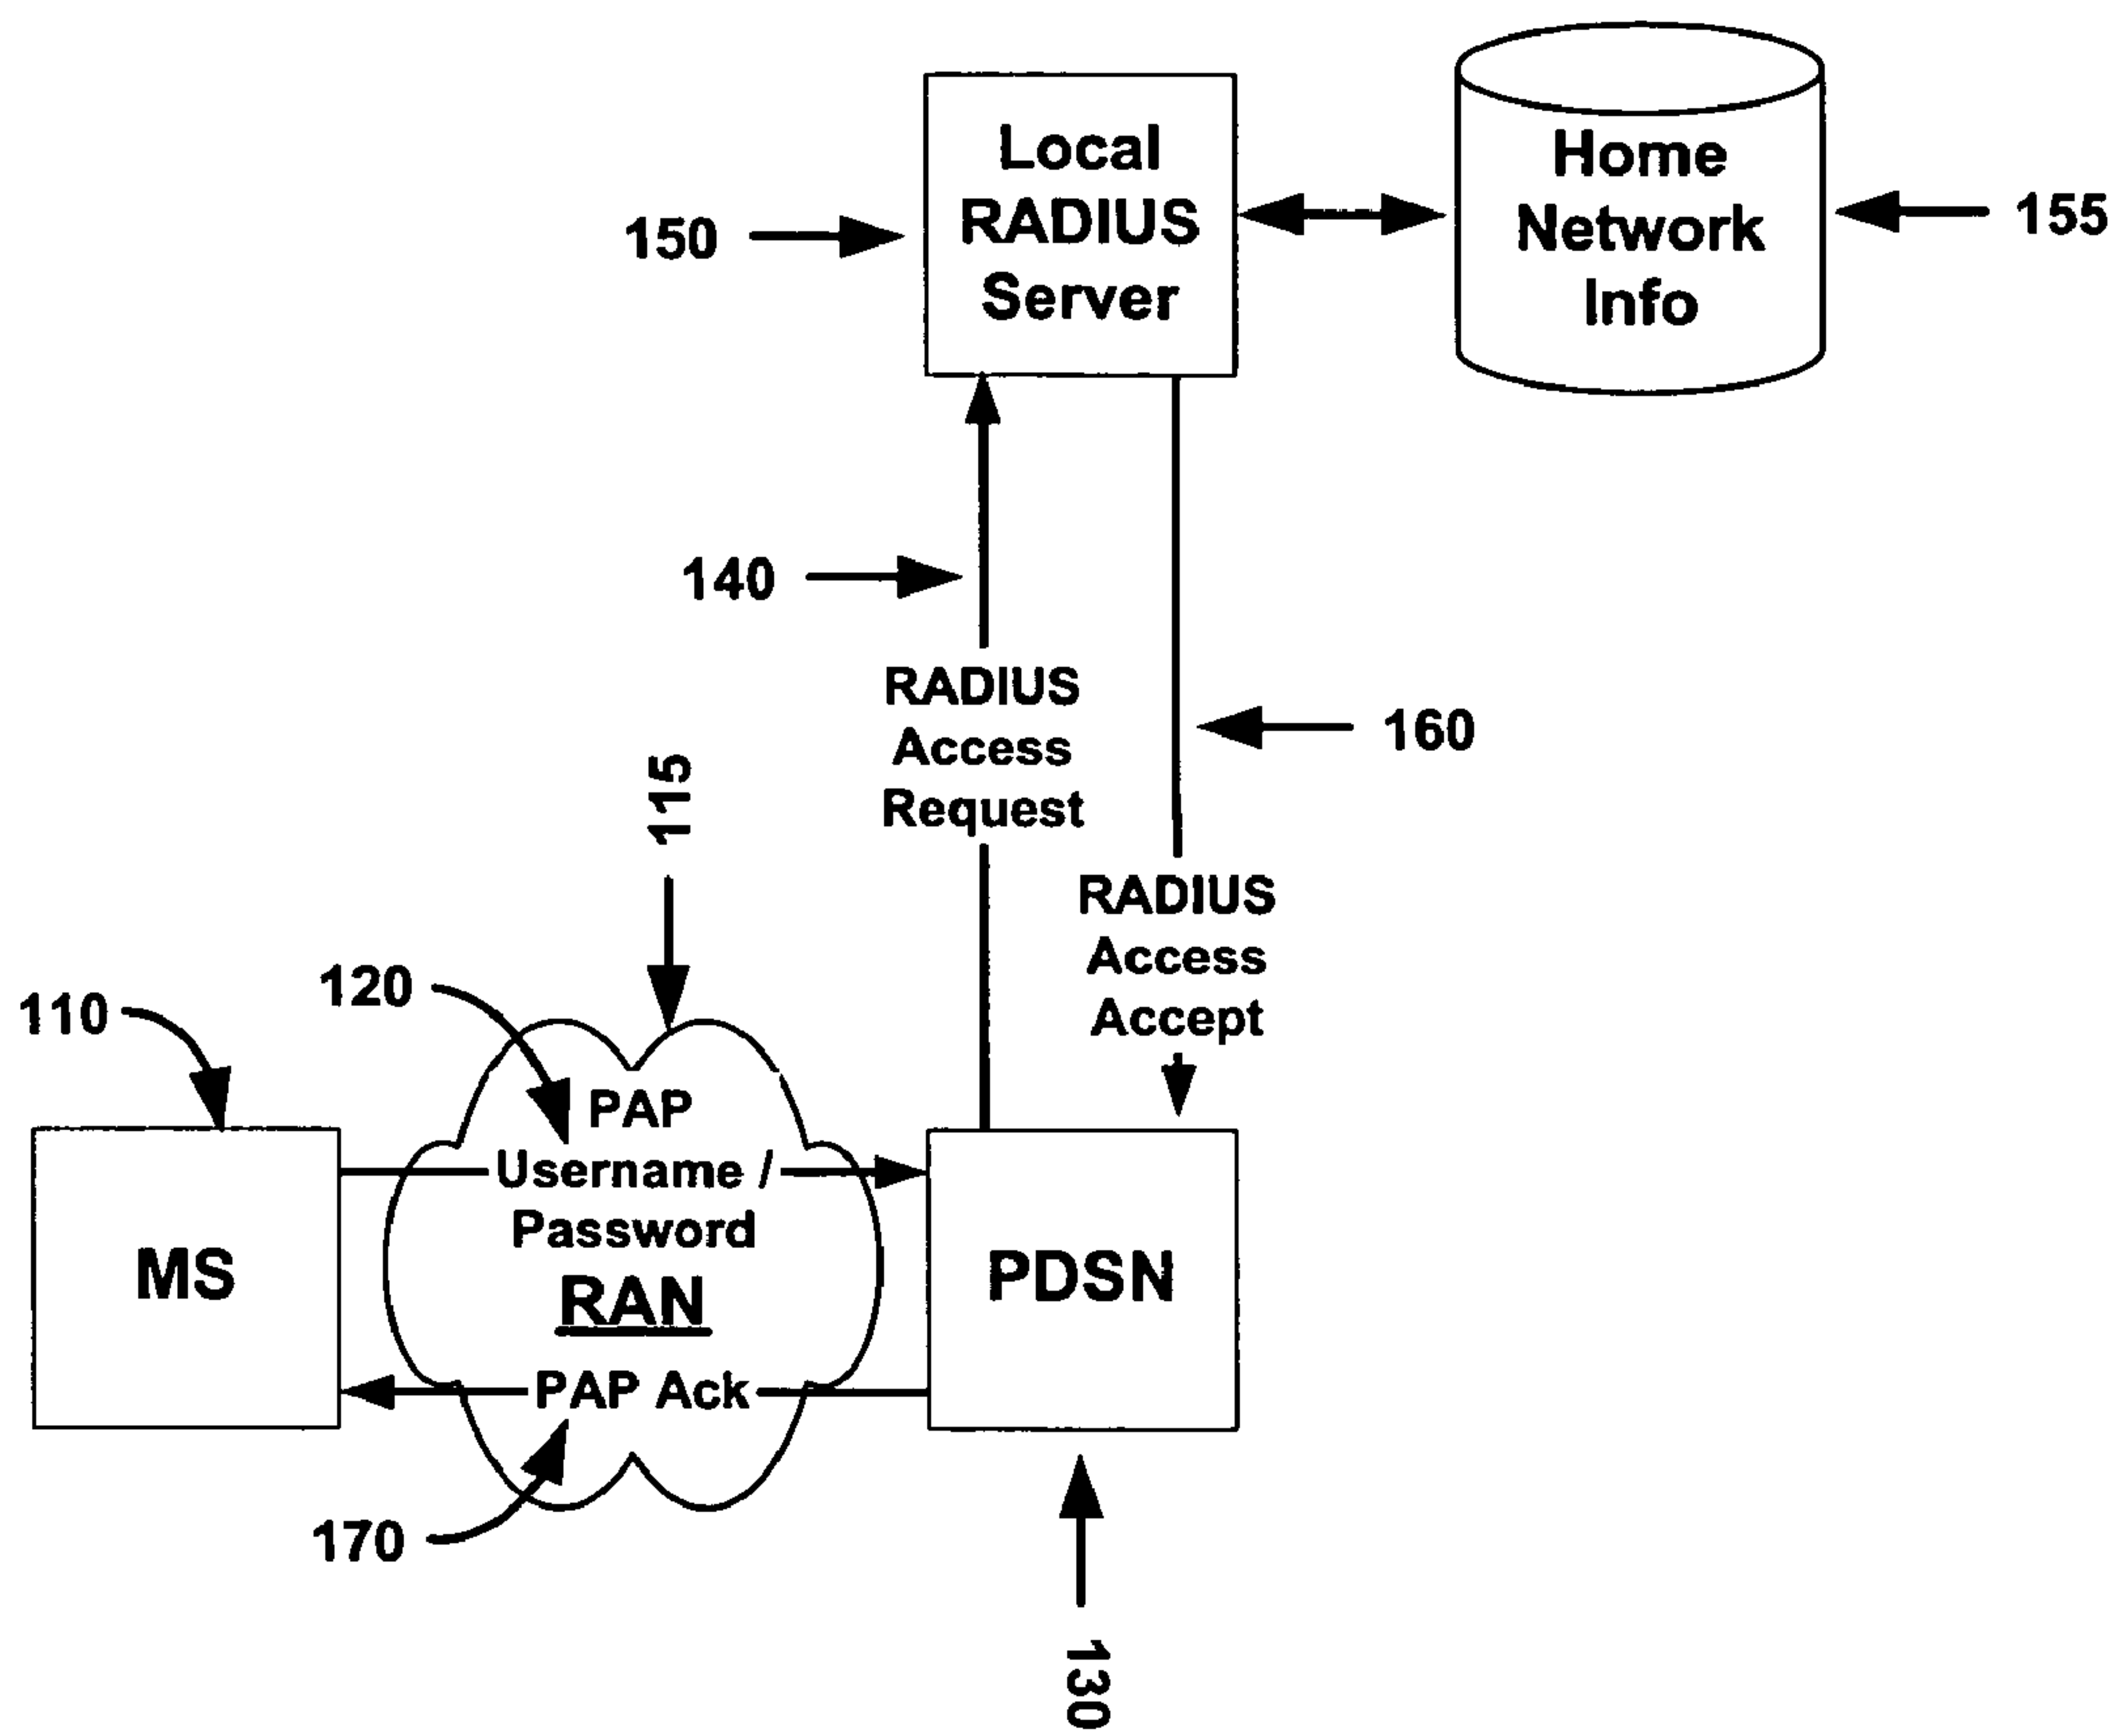 Local
RADIUS
Server
Home
Network
Info
150
155
140
RADIUS
Access
Request
160
115
RADIUS
Access
Accept
120
110
PAP
Username /
Password
MS
RAN
PDSN
PAP Ack
170
130